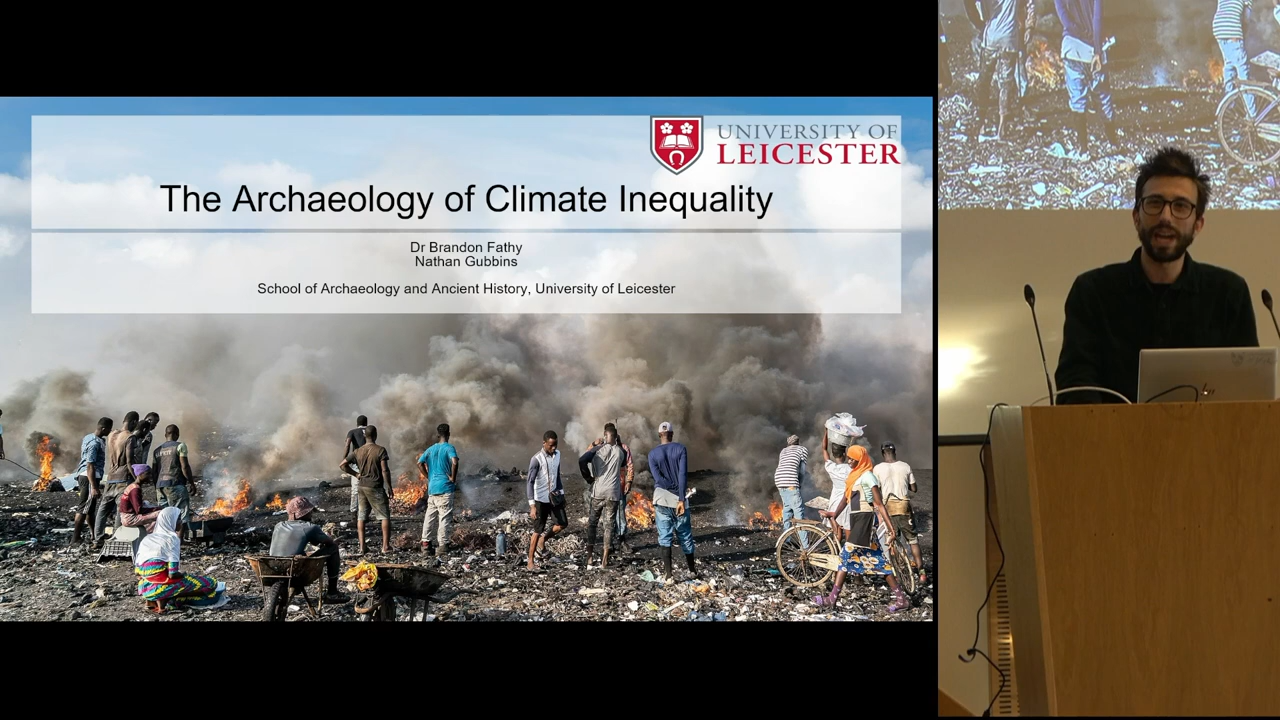 UNIVERSITY OF
LEICESTER
The Archaeology of Climate Inequality
Dr Brandon Fathy
Nathan Gubbins
School of Archaeology and Ancient History, University of Leicester